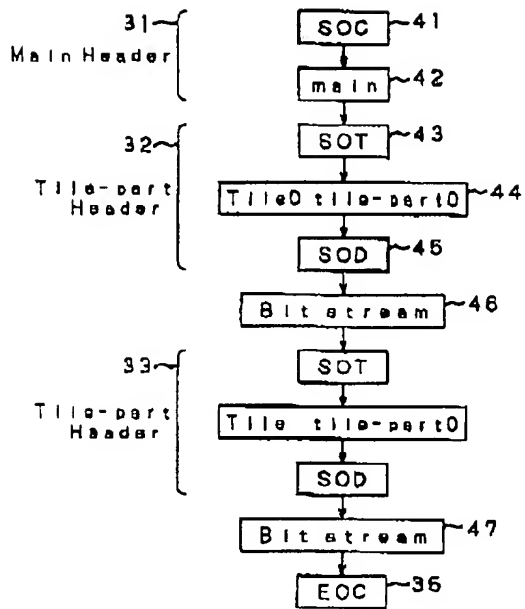 31
Main Header
SOC 41
main 42
SOT 43
32
Tile-part
Header
Tile0 tile-part0 44
SOD 45
Bit stream 46
33
SOT
Tile-part
Header
Tile tile-part0
SOD
Bit stream 47
EOC 36